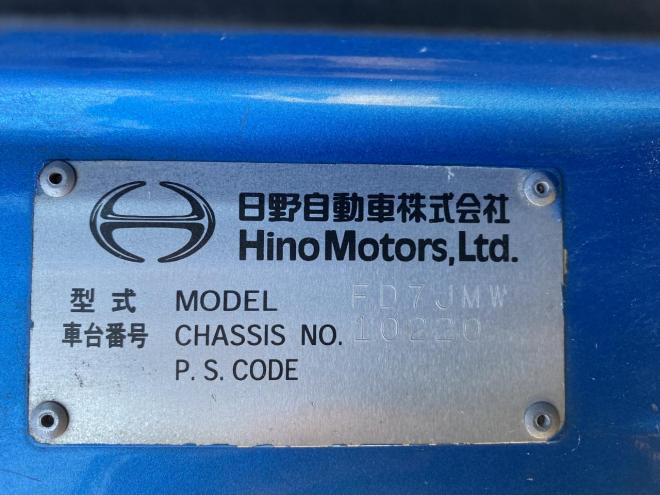 日野自動車株式会社
Hino Motors, Ltd.
型式 MODEL FD7JMW
車台番号 CHASSIS NO. 10220
P. S. CODE